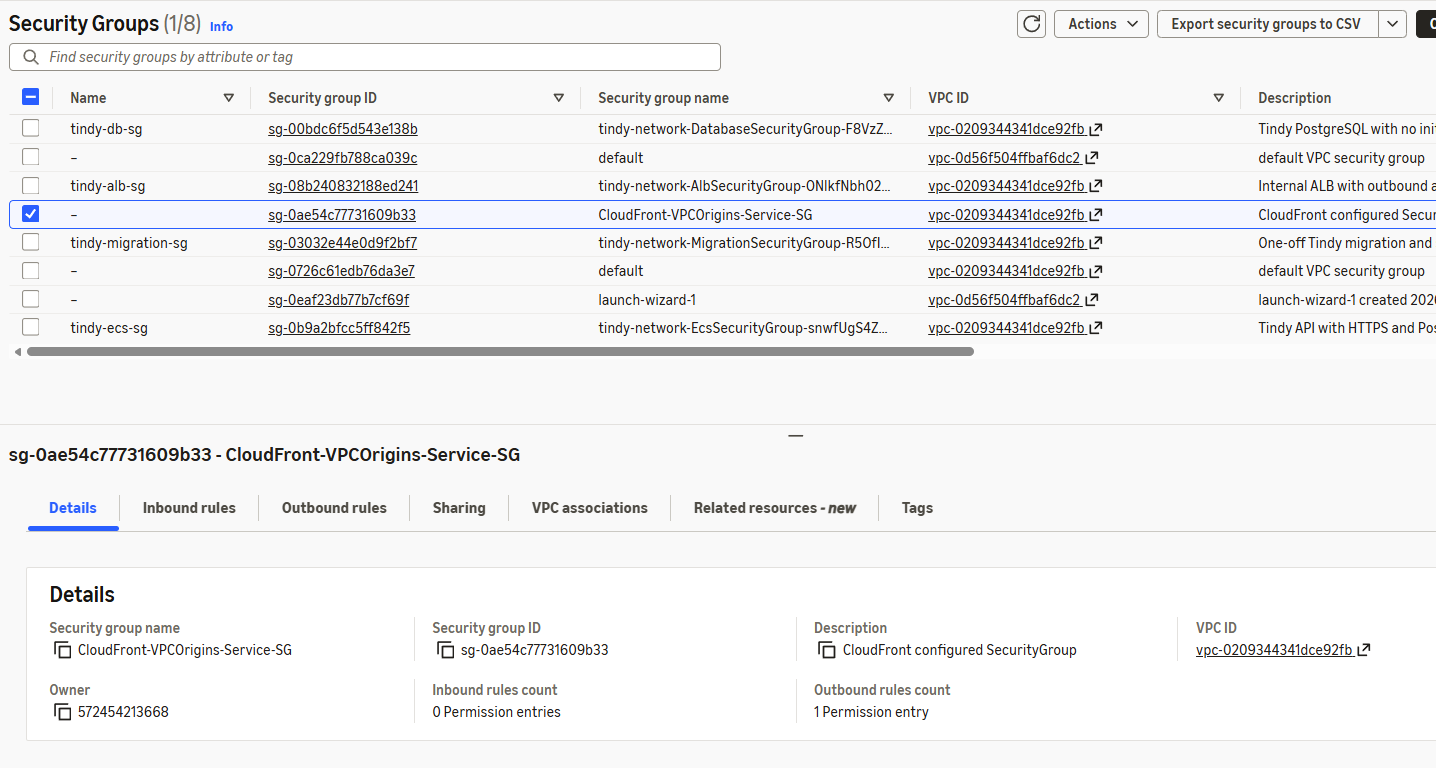 Security Groups (1/8) Info
Actions Export security groups to CSV
Find security groups by attribute or tag
Name Security group ID Security group name VPC ID Description
tindy-db-sg sg-00bdc6f5d543e138b tindy-network-DatabaseSecurityGroup-F8VzZ... vpc-0209344341dce92fb Tindy PostgreSQL with no init
– sg-0ca229fb788ca039c default vpc-0d56f504ffbaf6dc2 default VPC security group
tindy-alb-sg sg-08b240832188ed241 tindy-network-AlbSecurityGroup-ONlkfNbh02... vpc-0209344341dce92fb Internal ALB with outbound a
– sg-0ae54c77731609b33 CloudFront-VPCOrigins-Service-SG vpc-0209344341dce92fb CloudFront configured Secur
tindy-migration-sg sg-03032e44e0d9f2bf7 tindy-network-MigrationSecurityGroup-R5OfI... vpc-0209344341dce92fb One-off Tindy migration and
– sg-0726c61edb76da3e7 default vpc-0209344341dce92fb default VPC security group
– sg-0eaf23db77b7cf69f launch-wizard-1 vpc-0d56f504ffbaf6dc2 launch-wizard-1 created 2026
tindy-ecs-sg sg-0b9a2bfcc5ff842f5 tindy-network-EcsSecurityGroup-snwfUgS4Z... vpc-0209344341dce92fb Tindy API with HTTPS and Pos
sg-0ae54c77731609b33 - CloudFront-VPCOrigins-Service-SG
Details Inbound rules Outbound rules Sharing VPC associations Related resources - new Tags
Details
Security group name Security group ID Description VPC ID
CloudFront-VPCOrigins-Service-SG sg-0ae54c77731609b33 CloudFront configured SecurityGroup vpc-0209344341dce92fb
Owner Inbound rules count Outbound rules count
572454213668 0 Permission entries 1 Permission entry